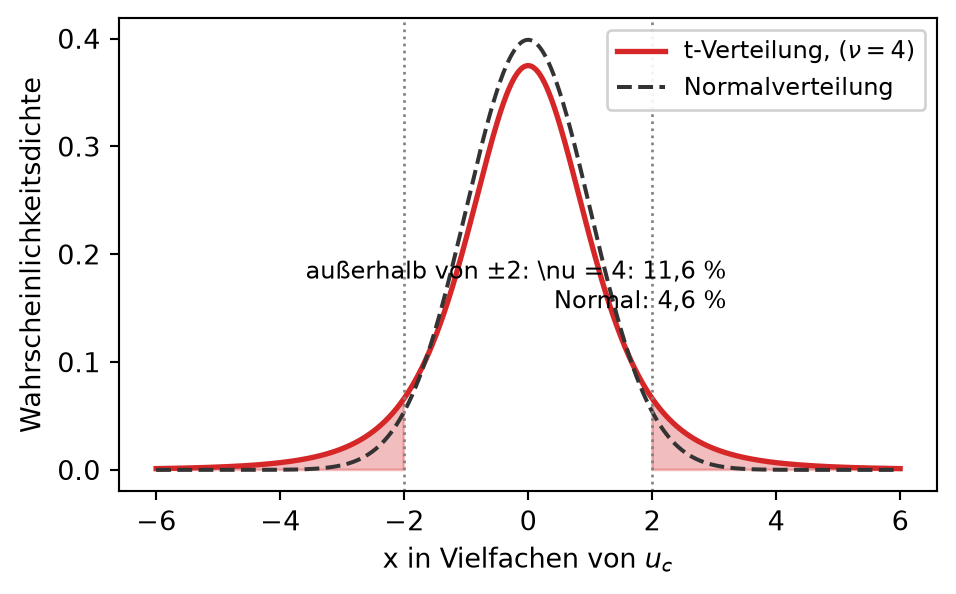 t-Verteilung, (ν = 4)
Normalverteilung
Wahrscheinlichkeitsdichte
0.4
0.3
0.2
0.1
0.0
außerhalb von ±2: \nu = 4: 11,6 %
Normal: 4,6 %
−6 −4 −2 0 2 4 6
x in Vielfachen von u_c